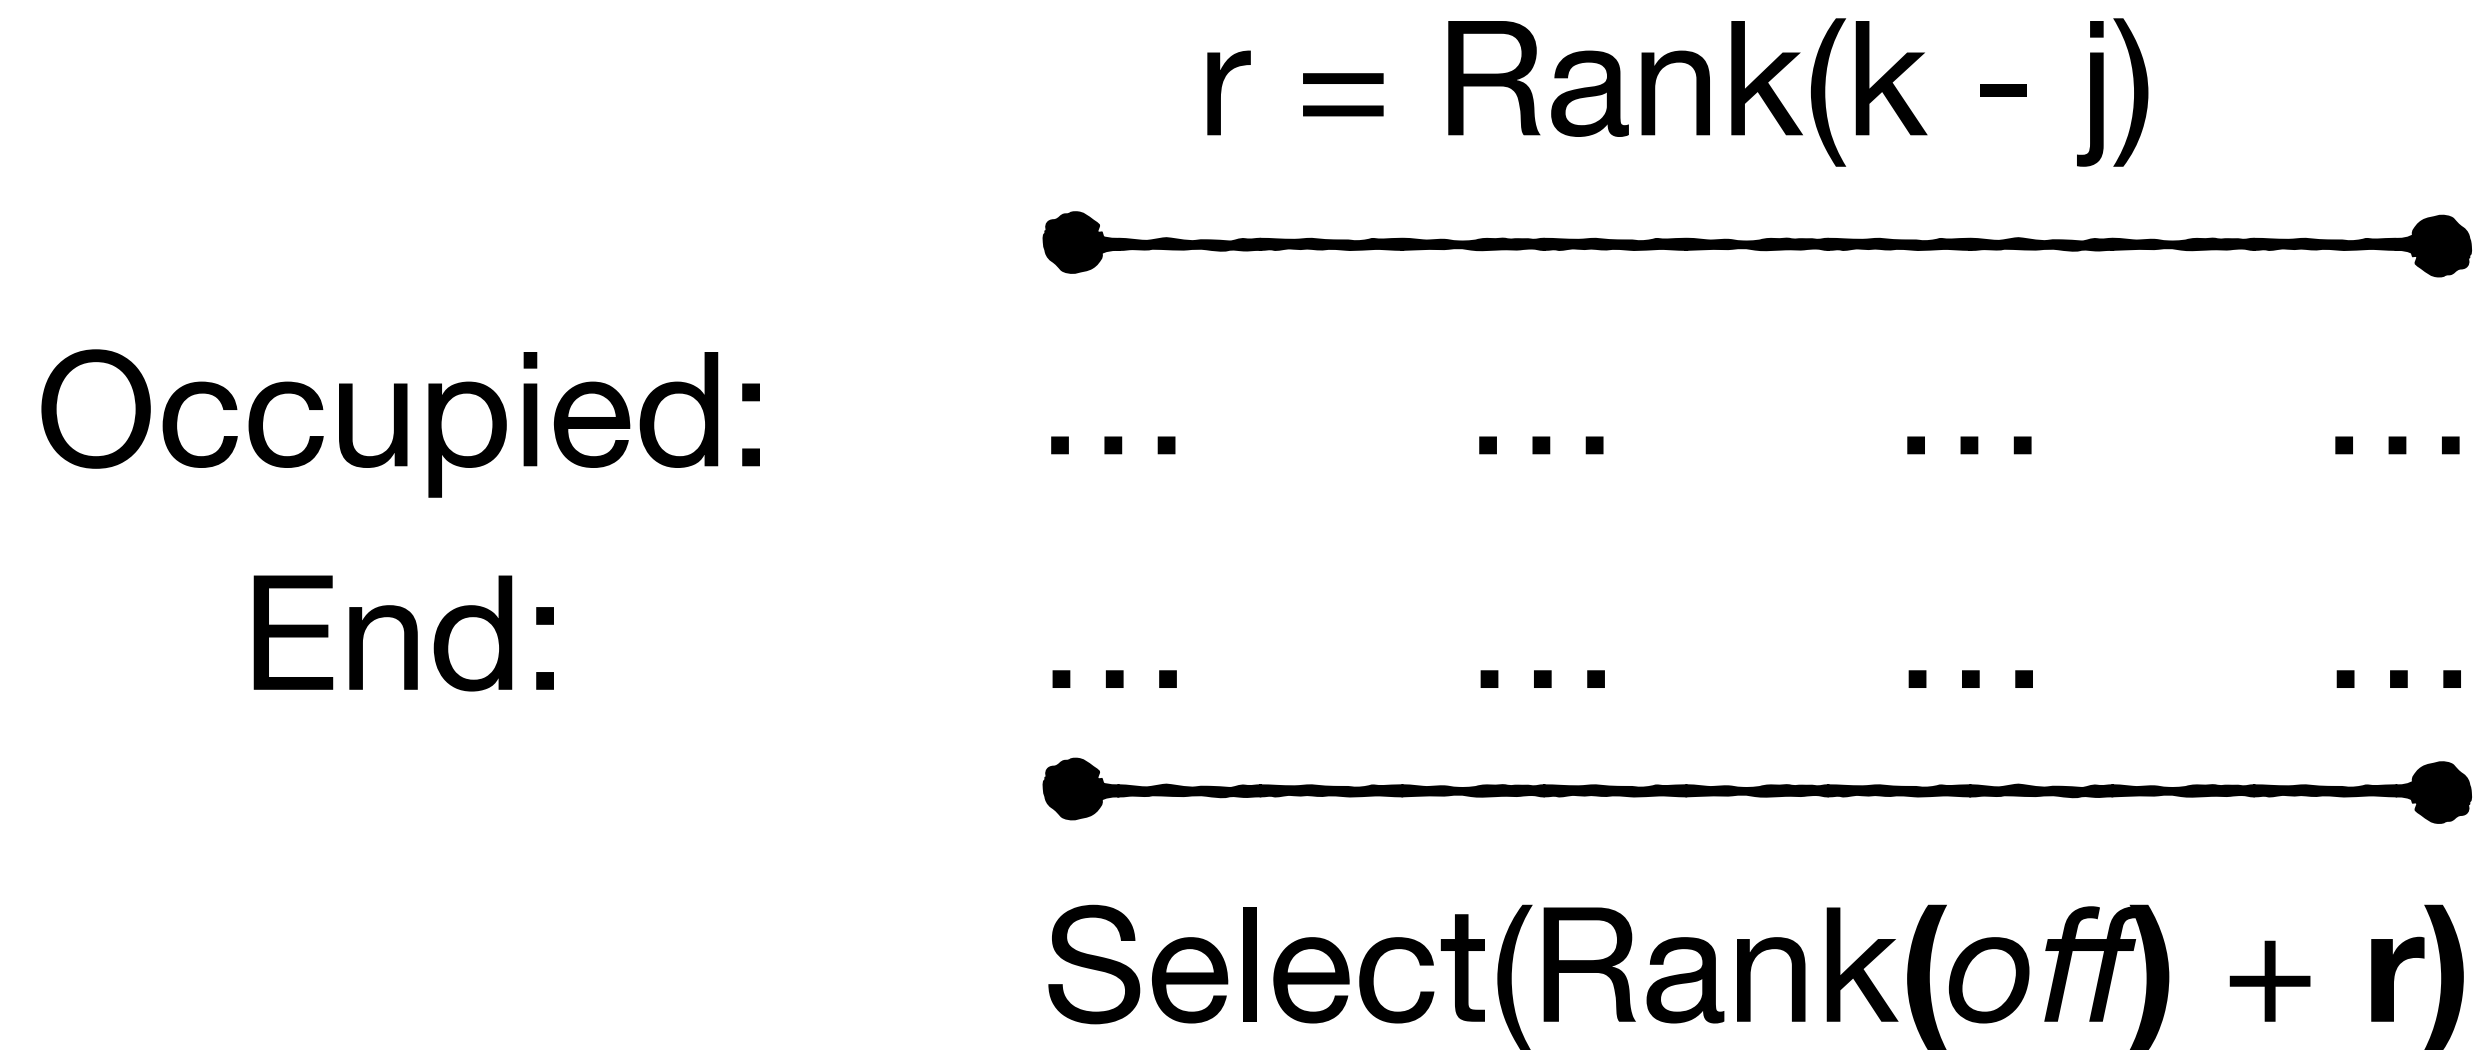 r = Rank(k - j)
Occupied: ... ... ... ...
End: ... ... ... ...
Select(Rank(off) + r)